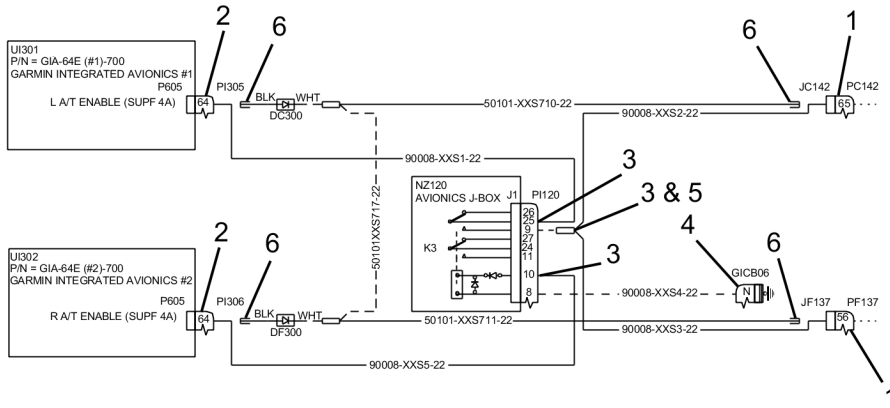 2
6
6
1
UI301
P/N = GIA-64E (#1)-700
GARMIN INTEGRATED AVIONICS #1
P605
PI305
L A/T ENABLE (SUPF 4A)
64
BLK
WHT
DC300
50101-XXS710-22
JC142
PC142
65
90008-XXS2-22
90008-XXS1-22
50101XXS717-22
NZ120
AVIONICS J-BOX
J1
PI120
3
3 & 5
26
25
9
27
24
11
10
8
K3
3
4
GICB06
N
90008-XXS4-22
2
6
6
UI302
P/N = GIA-64E (#2)-700
GARMIN INTEGRATED AVIONICS #2
P605
PI306
R A/T ENABLE (SUPF 4A)
64
BLK
WHT
DF300
50101-XXS711-22
JF137
PF137
56
90008-XXS3-22
90008-XXS5-22